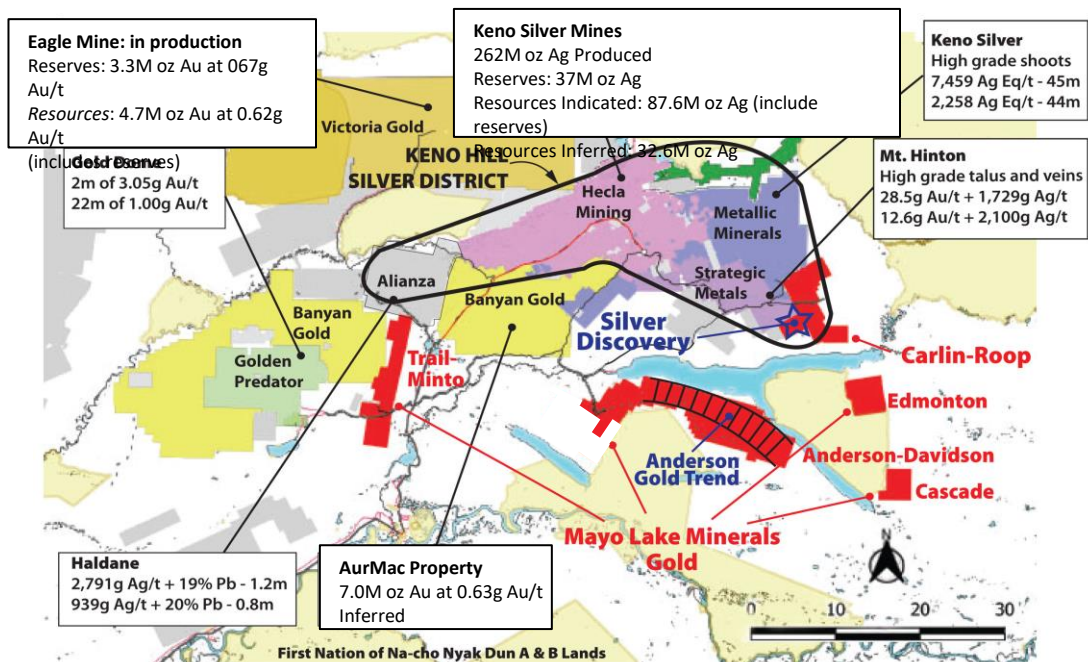 Eagle Mine: in production
Reserves: 3.3M oz Au at 067g
Au/t
Resources: 4.7M oz Au at 0.62g
Au/t
(includes reserves)
Gold Dome
2m of 3.05g Au/t
22m of 1.00g Au/t
Keno Silver Mines
262M oz Ag Produced
Reserves: 37M oz Ag
Resources Indicated: 87.6M oz Ag (include
reserves)
Resources Inferred: 32.6M oz Ag
Keno Silver
High grade shoots
7,459 Ag Eq/t - 45m
2,258 Ag Eq/t - 44m
Mt. Hinton
High grade talus and veins
28.5g Au/t + 1,729g Ag/t
12.6g Au/t + 2,100g Ag/t
Victoria Gold
KENO HILL
SILVER DISTRICT
Hecla
Mining
Metallic
Minerals
Strategic
Metals
Alianza
Banyan Gold
Banyan
Gold
Golden
Predator
Trail-
Minto
Silver
Discovery
Carlin-Roop
Edmonton
Anderson-Davidson
Anderson
Gold Trend
Cascade
Mayo Lake Minerals
Gold
Haldane
2,791g Ag/t + 19% Pb - 1.2m
939g Ag/t + 20% Pb - 0.8m
AurMac Property
7.0M oz Au at 0.63g Au/t
Inferred
N
0 10 20 30
First Nation of Na-cho Nyak Dun A & B Lands